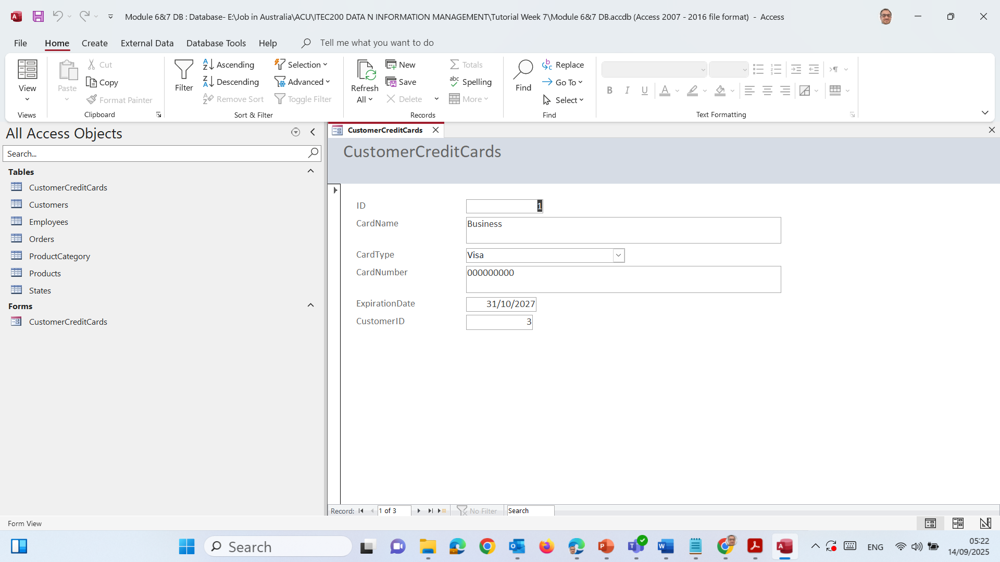 Module 6&7 DB : Database- E:\Job in Australia\ACU\ITEC200 DATA N INFORMATION MANAGEMENT\Tutorial Week 7\Module 6&7 DB.accdb (Access 2007 - 2016 file format) - Access
File Home Create External Data Database Tools Help Tell me what you want to do
View
Views
Paste
Cut
Copy
Format Painter
Clipboard
Filter
Ascending
Descending
Remove Sort
Selection
Advanced
Toggle Filter
Sort & Filter
Refresh
All
New
Save
Delete
Totals
Spelling
More
Records
Find
Replace
Go To
Select
Find
B I U A
Text Formatting
All Access Objects
Search...
Tables
CustomerCreditCards
Customers
Employees
Orders
ProductCategory
Products
States
Forms
CustomerCreditCards
CustomerCreditCards
CustomerCreditCards
ID 1
CardName Business
CardType Visa
CardNumber 000000000
ExpirationDate 31/10/2027
CustomerID 3
Record: 1 of 3 No Filter Search
Form View
Search
ENG
05:22
14/09/2025